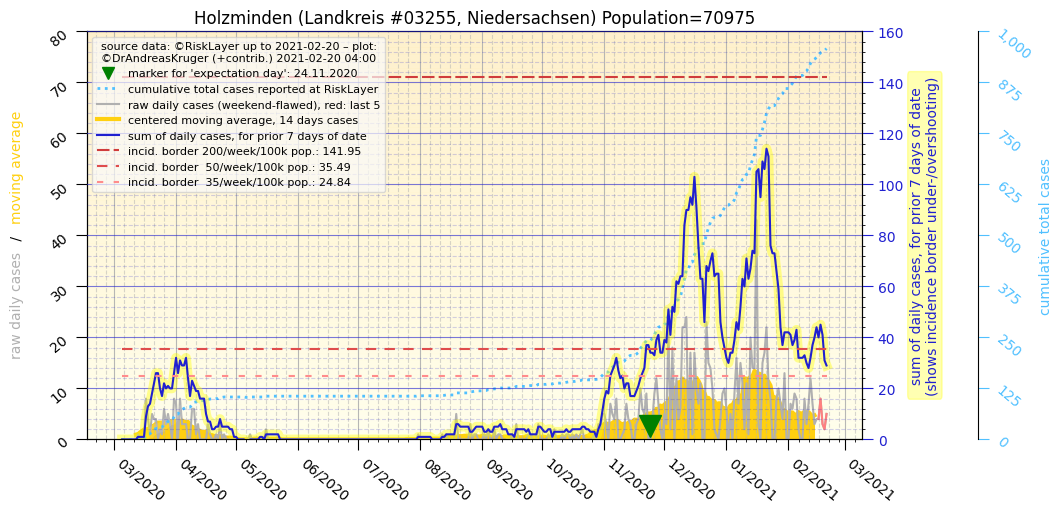 Holzminden (Landkreis #03255, Niedersachsen) Population=70975
source data: ©RiskLayer up to 2021-02-20 – plot:
©DrAndreasKruger (+contrib.) 2021-02-20 04:00
marker for 'expectation day': 24.11.2020
cumulative total cases reported at RiskLayer
raw daily cases (weekend-flawed), red: last 5
centered moving average, 14 days cases
sum of daily cases, for prior 7 days of date
incid. border 200/week/100k pop.: 141.95
incid. border 50/week/100k pop.: 35.49
incid. border 35/week/100k pop.: 24.84
raw daily cases / moving average
80
70
60
50
40
30
20
10
0
160
140
120
100
80
60
40
20
0
sum of daily cases, for prior 7 days of date
(shows incidence border under-/overshooting)
1,000
875
750
625
500
375
250
125
0
cumulative total cases
03/2020
04/2020
05/2020
06/2020
07/2020
08/2020
09/2020
10/2020
11/2020
12/2020
01/2021
02/2021
03/2021